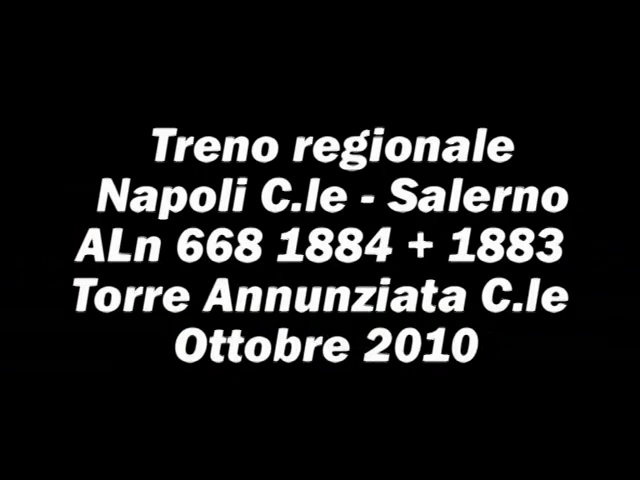 Treno regionale
Napoli C.le - Salerno
ALn 668 1884 + 1883
Torre Annunziata C.le
Ottobre 2010